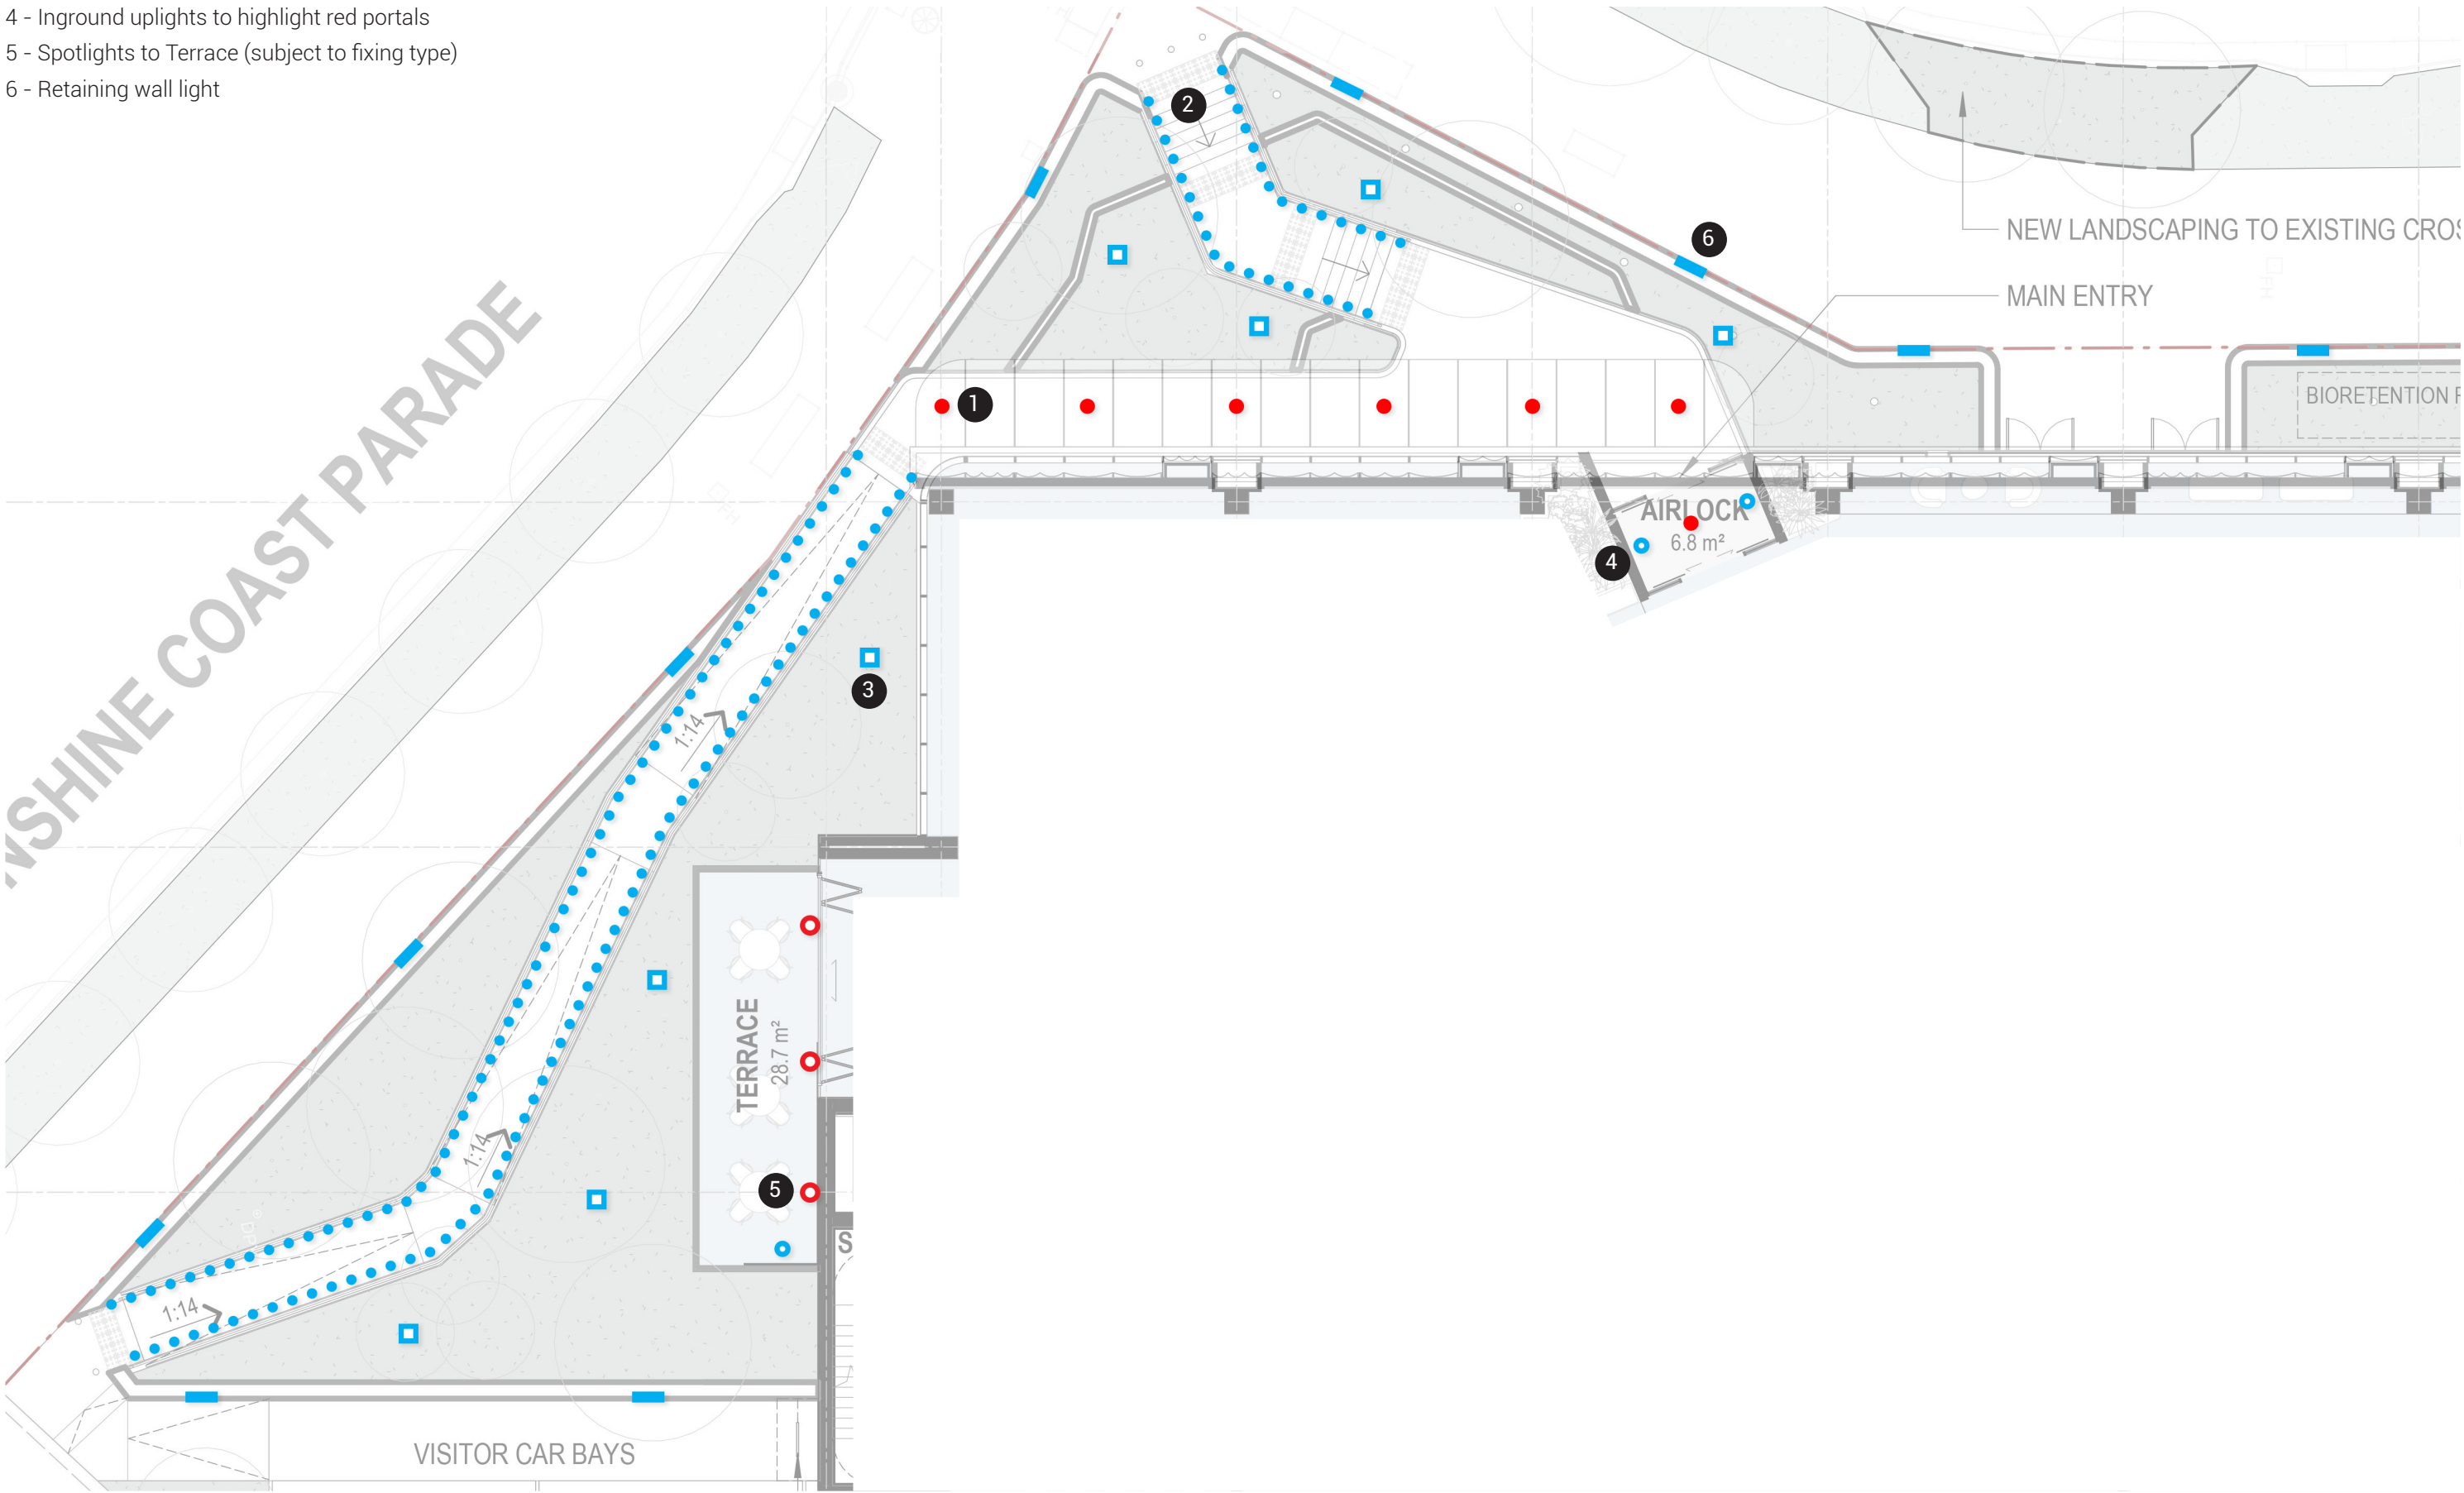 4 - Inground uplights to highlight red portals
5 - Spotlights to Terrace (subject to fixing type)
6 - Retaining wall light
2
6
NEW LANDSCAPING TO EXISTING CROS
MAIN ENTRY
1
BIORETENTION
AIRLOCK
6.8 m²
4
NSHINE COAST PARADE
3
1:14
TERRACE
28.7 m²
1:14
5
S
1:14
VISITOR CAR BAYS